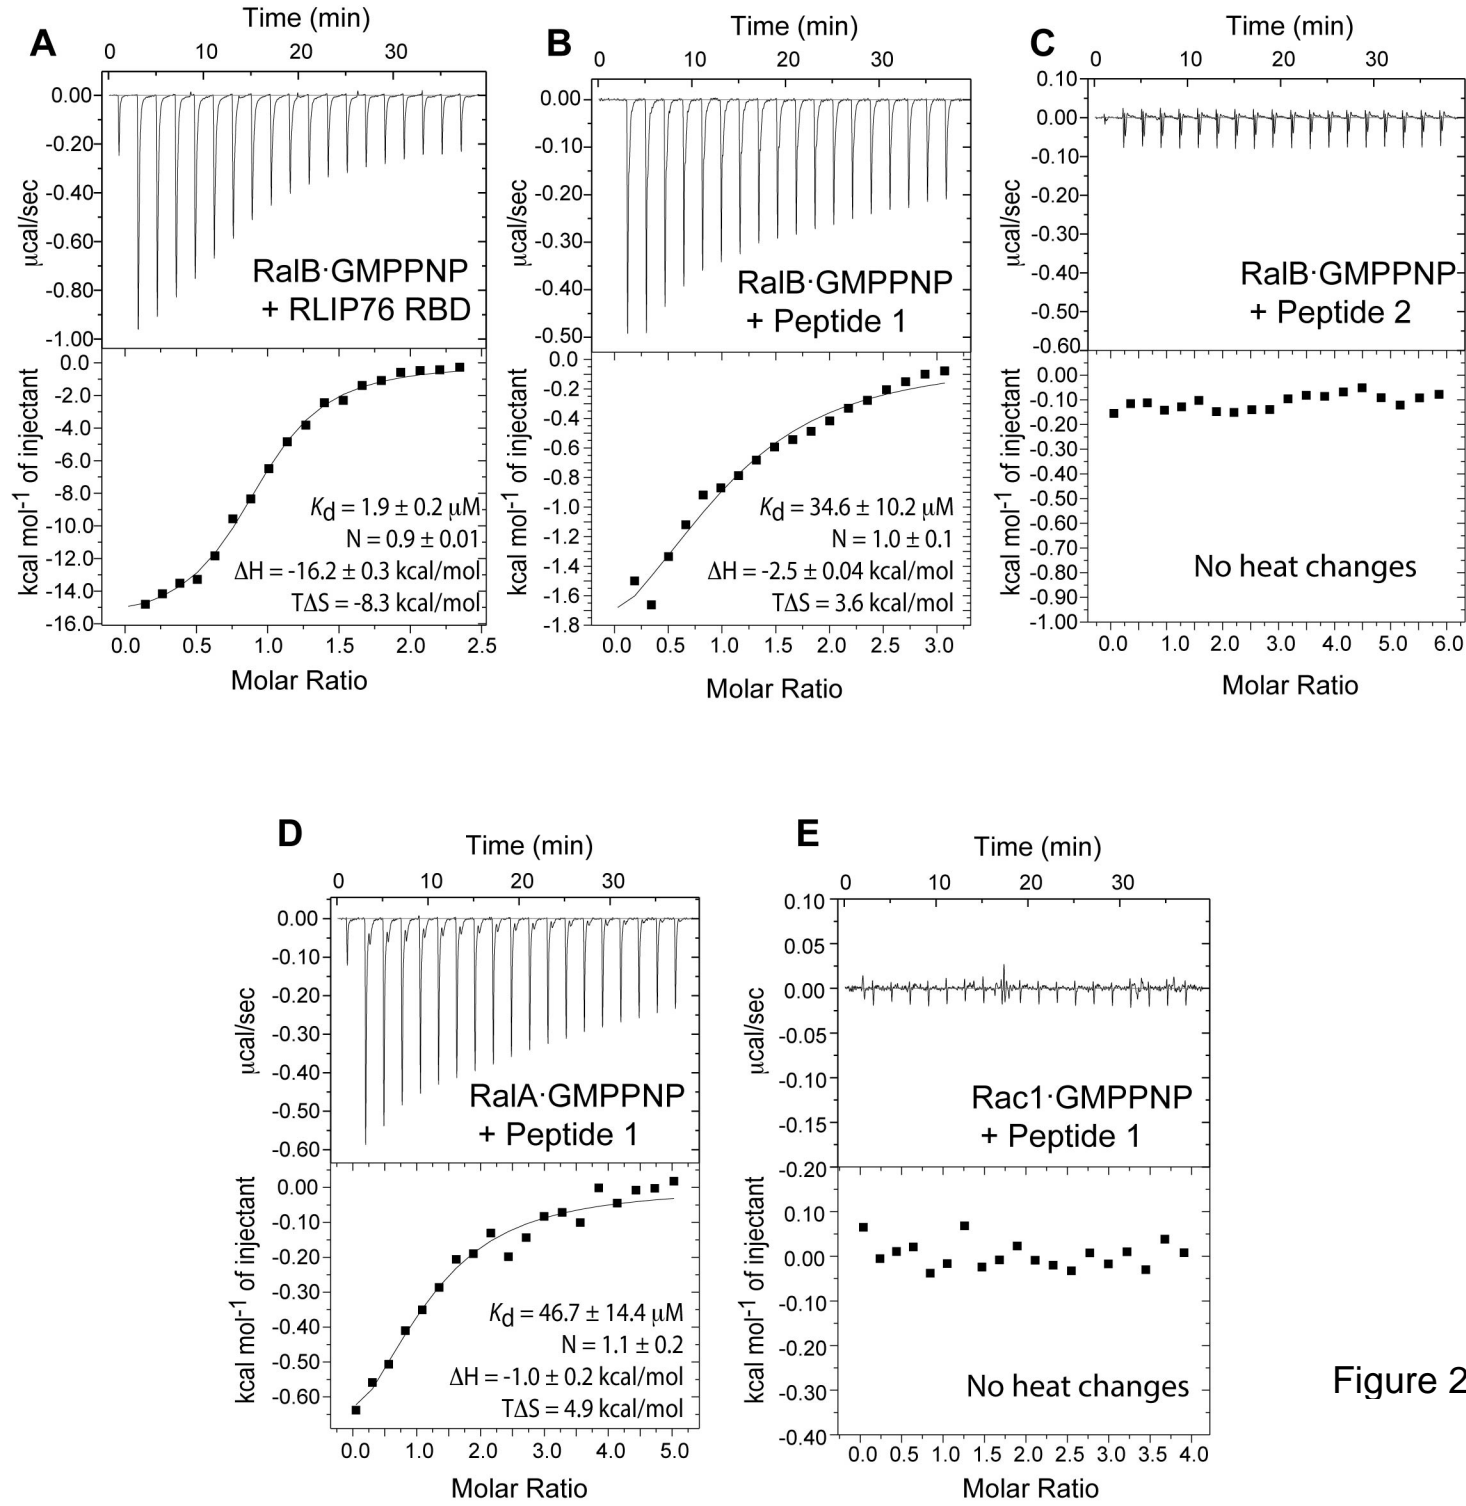 A
Time (min)
0 10 20 30
0.00
-0.20
-0.40
-0.60
-0.80
-1.00
μcal/sec
RalB·GMPPNP
+ RLIP76 RBD
0.0
-2.0
-4.0
-6.0
-8.0
-10.0
-12.0
-14.0
-16.0
kcal mol-1 of injectant
Kd = 1.9 ± 0.2 μM
N = 0.9 ± 0.01
ΔH = -16.2 ± 0.3 kcal/mol
TΔS = -8.3 kcal/mol
0.0 0.5 1.0 1.5 2.0 2.5
Molar Ratio
B
Time (min)
0 10 20 30
0.00
-0.10
-0.20
-0.30
-0.40
-0.50
μcal/sec
RalB·GMPPNP
+ Peptide 1
0.0
-0.2
-0.4
-0.6
-0.8
-1.0
-1.2
-1.4
-1.6
-1.8
kcal mol-1 of injectant
Kd = 34.6 ± 10.2 μM
N = 1.0 ± 0.1
ΔH = -2.5 ± 0.04 kcal/mol
TΔS = 3.6 kcal/mol
0.0 0.5 1.0 1.5 2.0 2.5 3.0
Molar Ratio
C
Time (min)
0 10 20 30
0.10
0.00
-0.10
-0.20
-0.30
-0.40
-0.50
-0.60
μcal/sec
RalB·GMPPNP
+ Peptide 2
0.00
-0.10
-0.20
-0.30
-0.40
-0.50
-0.60
-0.70
-0.80
-0.90
-1.00
kcal mol-1 of injectant
No heat changes
0.0 1.0 2.0 3.0 4.0 5.0 6.0
Molar Ratio
D
Time (min)
0 10 20 30
0.00
-0.10
-0.20
-0.30
-0.40
-0.50
-0.60
μcal/sec
RalA·GMPPNP
+ Peptide 1
0.00
-0.10
-0.20
-0.30
-0.40
-0.50
-0.60
kcal mol-1 of injectant
Kd = 46.7 ± 14.4 μM
N = 1.1 ± 0.2
ΔH = -1.0 ± 0.2 kcal/mol
TΔS = 4.9 kcal/mol
0.0 1.0 2.0 3.0 4.0 5.0
Molar Ratio
E
Time (min)
0 10 20 30
0.10
0.05
0.00
-0.05
-0.10
-0.15
-0.20
μcal/sec
Rac1·GMPPNP
+ Peptide 1
0.10
0.00
-0.10
-0.20
-0.30
-0.40
kcal mol-1 of injectant
No heat changes
0.0 0.5 1.0 1.5 2.0 2.5 3.0 3.5 4.0
Molar Ratio
Figure 2